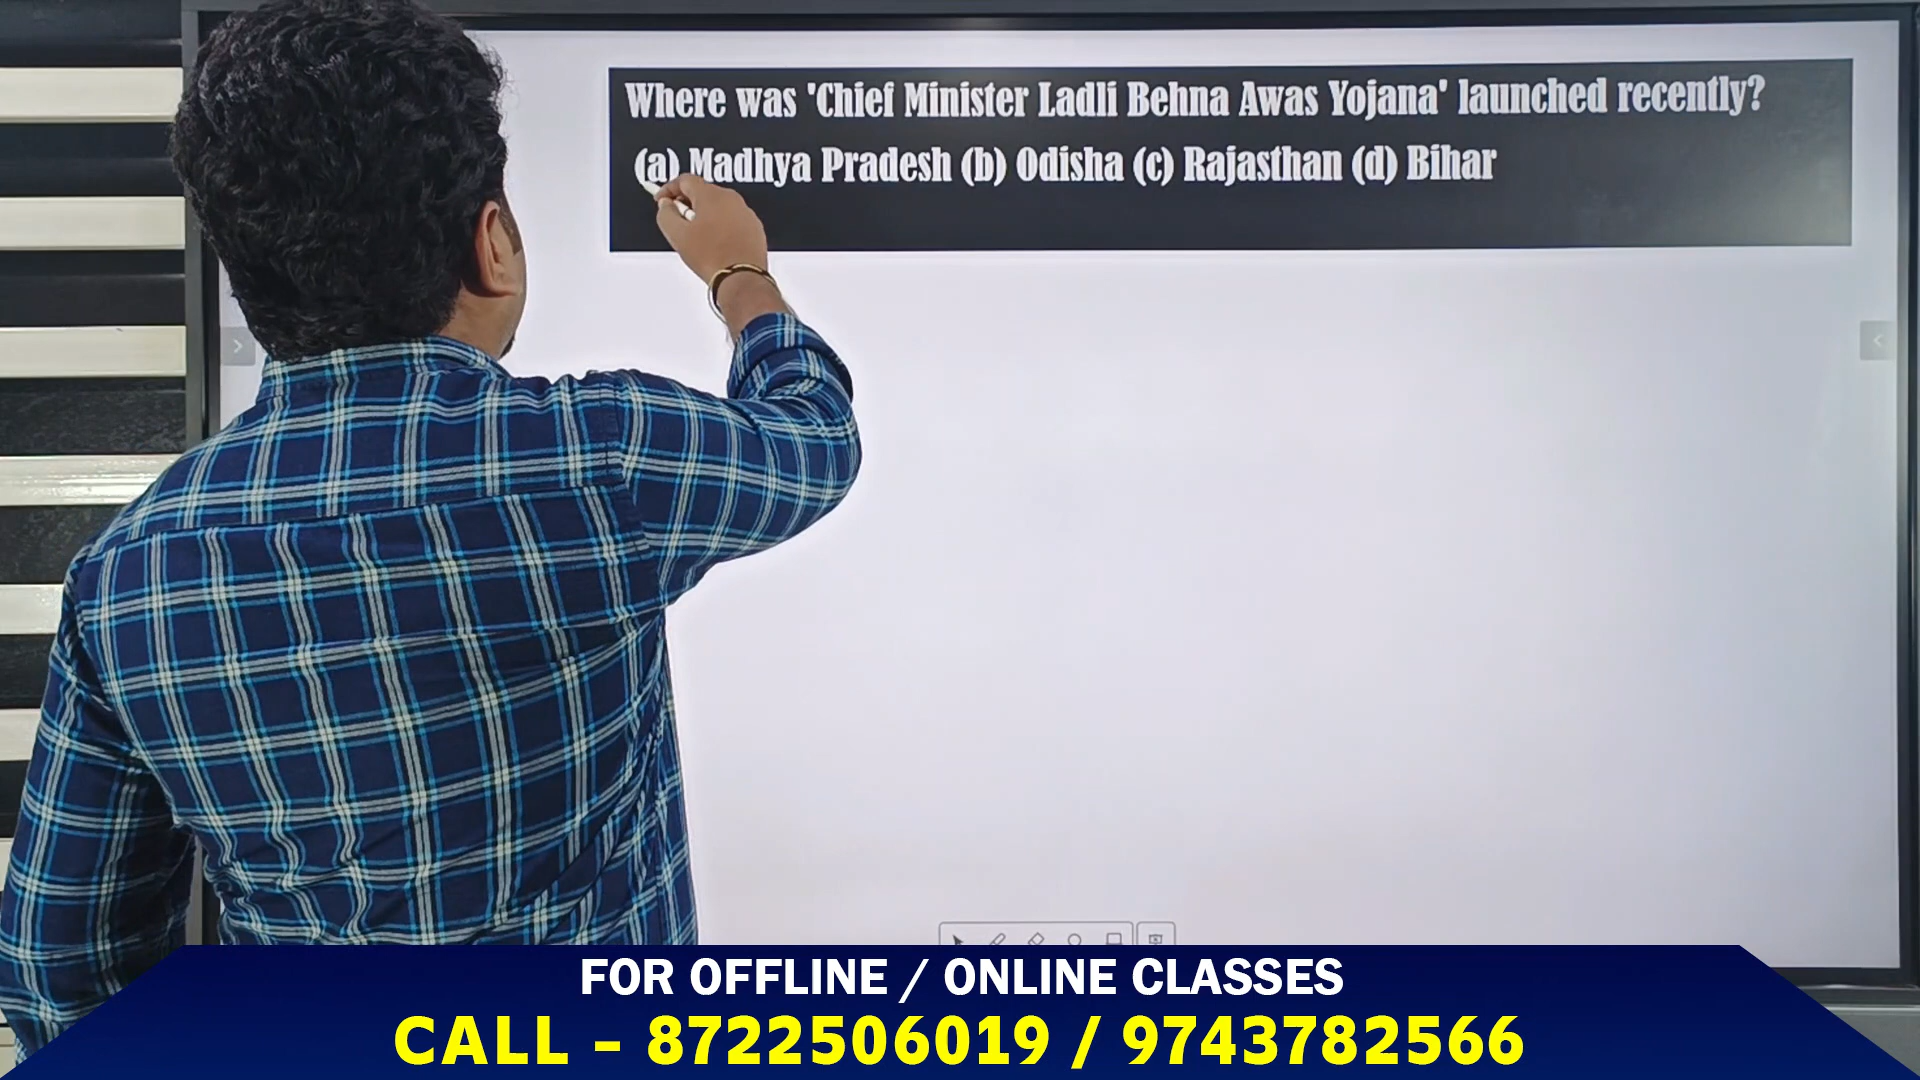 Where was 'Chief Minister Ladli Behna Awas Yojana' launched recently?
(a) Madhya Pradesh (b) Odisha (c) Rajasthan (d) Bihar
FOR OFFLINE / ONLINE CLASSES
CALL – 8722506019 / 9743782566